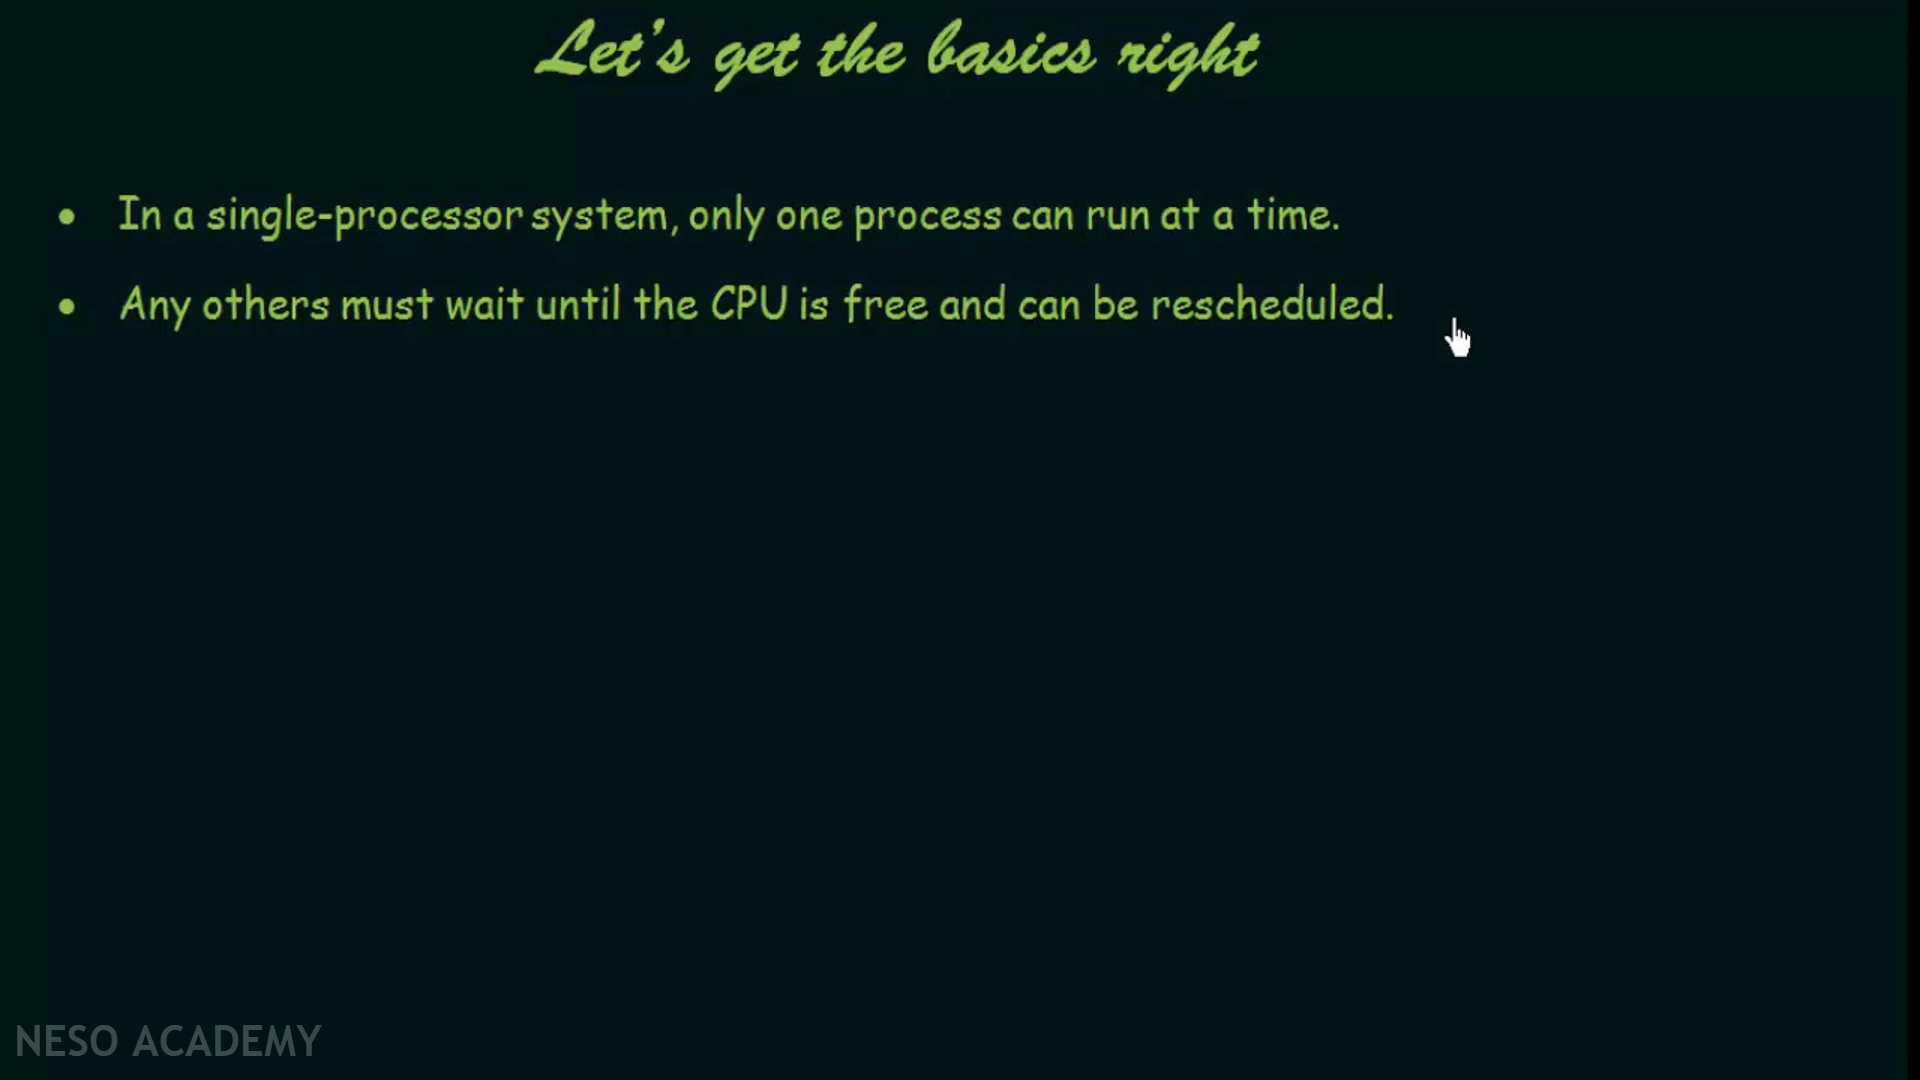 Let's get the basics right
• In a single-processor system, only one process can run at a time.
• Any others must wait until the CPU is free and can be rescheduled.
NESO ACADEMY